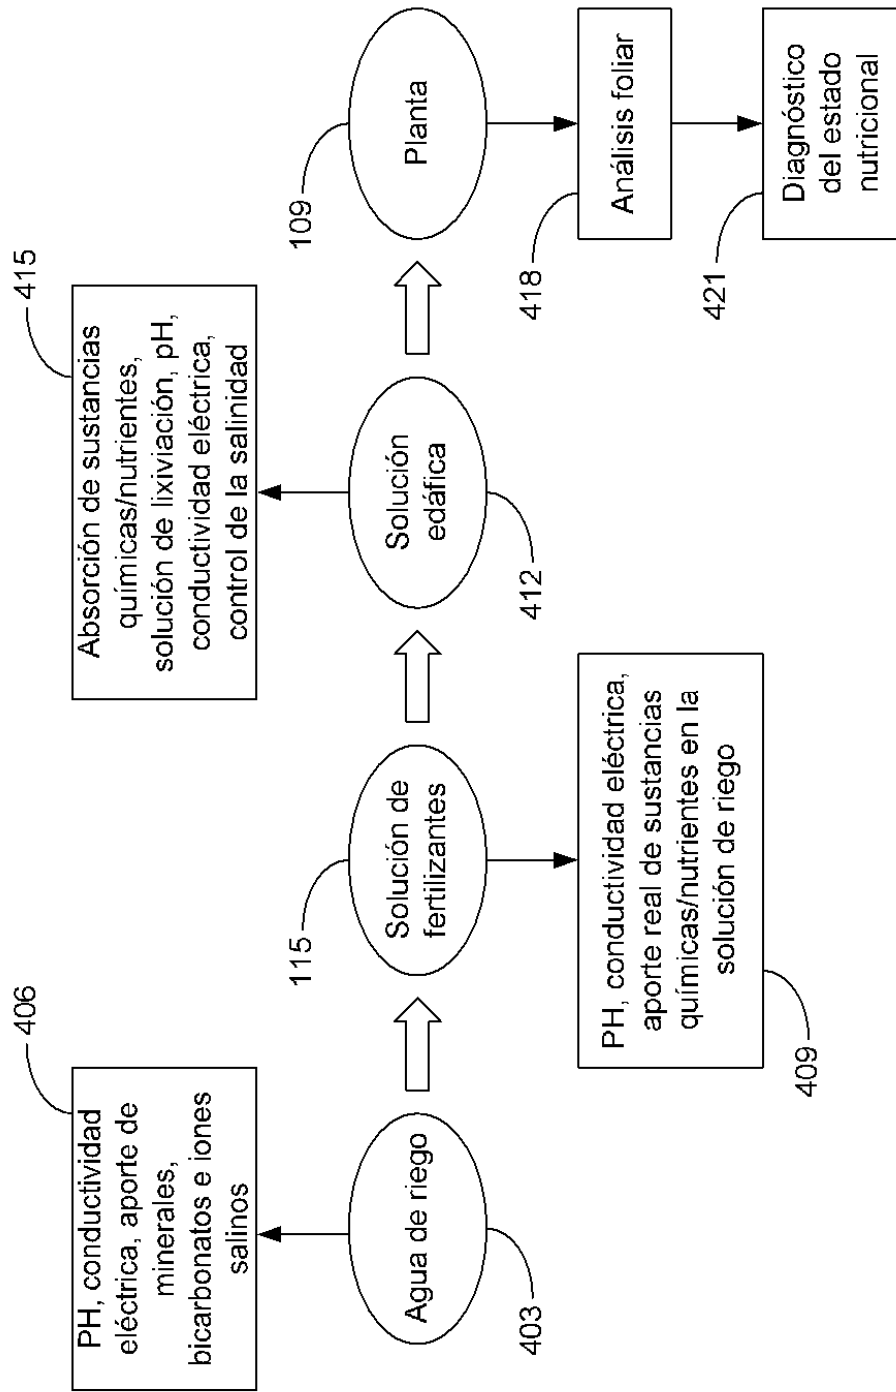 406
PH, conductividad
eléctrica, aporte de
minerales,
bicarbonatos e iones
salinos
Agua de riego
403
115
Solución de
fertilizantes
PH, conductividad eléctrica,
aporte real de sustancias
químicas/nutrientes en la
solución de riego
409
415
Absorción de sustancias
químicas/nutrientes,
solución de lixiviación, pH,
conductividad eléctrica,
control de la salinidad
Solución
edáfica
412
109
Planta
418
Análisis foliar
421
Diagnóstico
del estado
nutricional